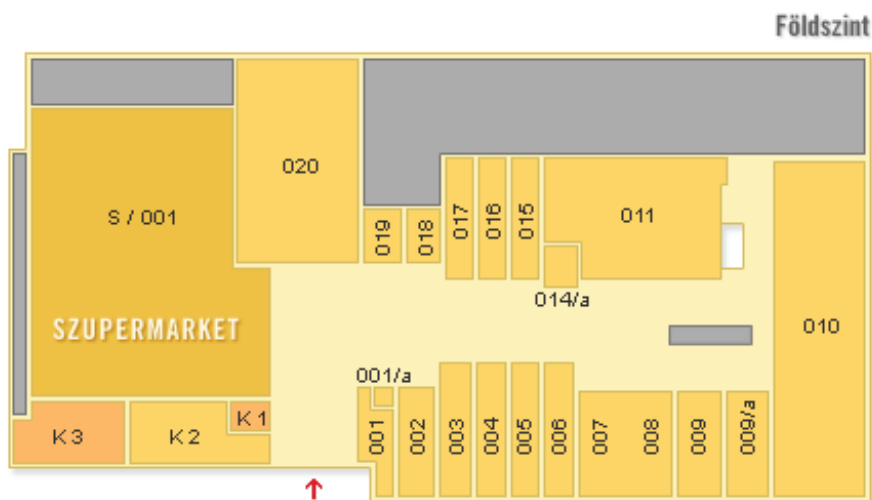 Földszint
020
S / 001
SZUPERMARKET
019
018
017
016
015
011
014/a
010
001/a
K 3
K 2
K 1
001
002
003
004
005
006
007
008
009
009/a